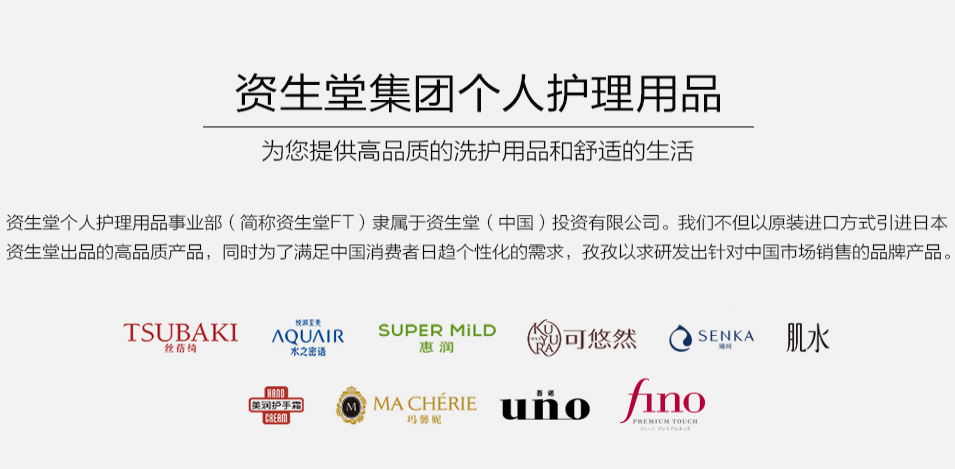 资生堂集团个人护理用品
为您提供高品质的洗护用品和舒适的生活
资生堂个人护理用品事业部（简称资生堂FT）隶属于资生堂（中国）投资有限公司。我们不但以原装进口方式引进日本
资生堂出品的高品质产品，同时为了满足中国消费者日趋个性化的需求，孜孜以求研发出针对中国市场销售的品牌产品。
TSUBAKI
丝蓓绮
悦润至美
AQUAIR
水之密语
SUPER MiLD
惠润
KUYURA
可悠然
SENKA
珊珂
肌水
HAND
美润护手霜
CREAM
M
MA CHÉRIE
玛馨妮
吾诺
uno
fino
PREMIUM TOUCH
フィーノ プレミアムタッチ